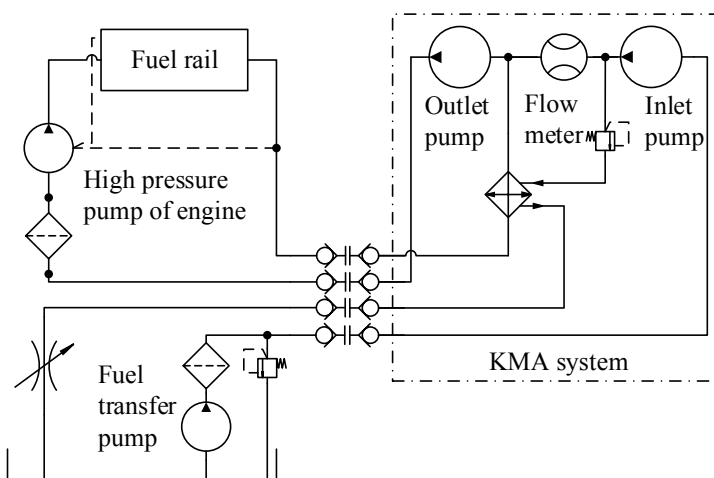 Fuel rail
Outlet
pump
Flow
meter
Inlet
pump
High pressure
pump of engine
KMA system
Fuel
transfer
pump